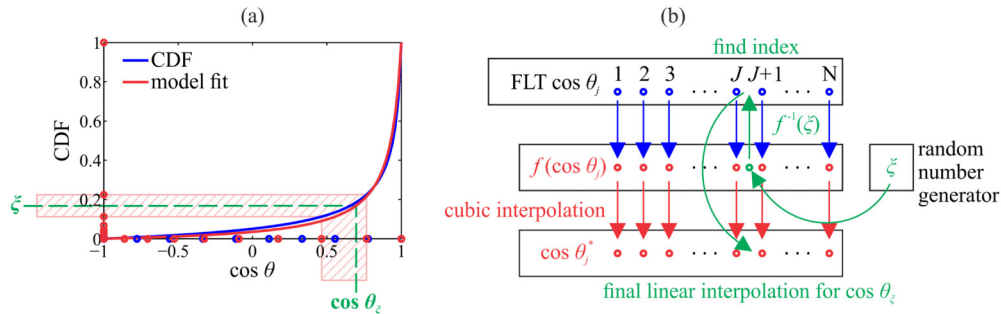 (a)
1
0.8
0.6
0.4
0.2
0
CDF
CDF
model fit
ξ
−1
−0.5
0
0.5
1
cos θ
cos θ_ξ
(b)
find index
FLT cos θ_j
1 2 3 · · · J J+1 · · · N
f⁻¹(ξ)
f(cos θ_j)
· · · · · ·
ξ
random
number
generator
cubic interpolation
cos θ_j^*
· · · · · ·
final linear interpolation for cos θ_ξ